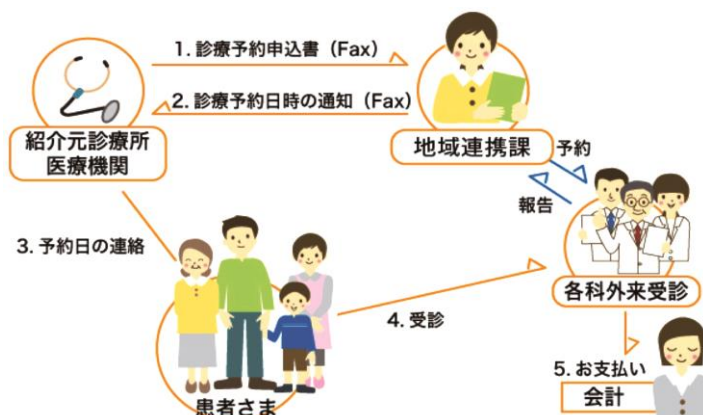 1. 診療予約申込書（Fax）
2. 診療予約日時の通知（Fax）
紹介元診療所
医療機関
地域連携課
予約
報告
3. 予約日の連絡
各科外来受診
4. 受診
患者さま
5. お支払い
会計